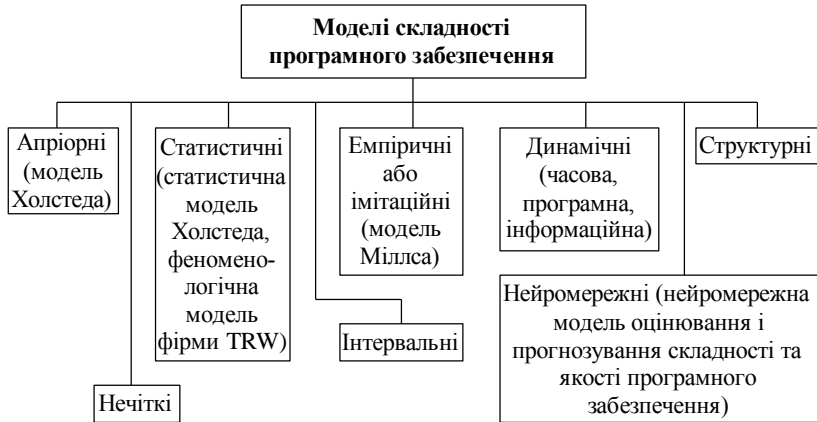 Моделі складності
програмного забезпечення
Апріорні
(модель
Холстеда)
Статистичні
(статистична
модель
Холстеда,
феномено-
логічна
модель
фірми TRW)
Емпіричні
або
імітаційні
(модель
Міллса)
Динамічні
(часова,
програмна,
інформаційна)
Структурні
Нечіткі
Інтервальні
Нейромережні (нейромережна
модель оцінювання і
прогнозування складності та
якості програмного
забезпечення)